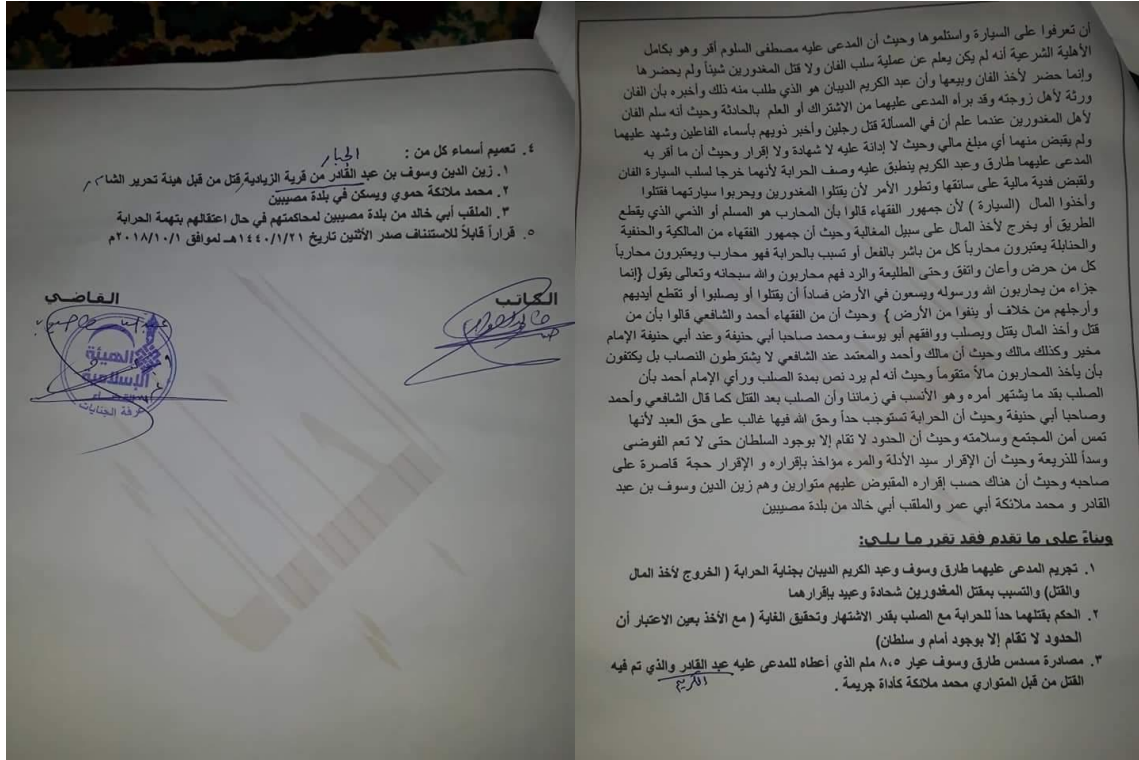 أن تعرفوا على السيارة واستلموها وحيث أن المدعى عليه مصطفى السلوم أقر وهو بكامل
الأهلية الشرعية أنه لم يكن يعلم عن عملية سلب الفان ولا قتل المغدورين شيئاً ولم يحضرها
وإنما حضر لأخذ الفان وبيعها وأن عبد الكريم الديبان هو الذي طلب منه ذلك وأخبره بأن الفان
ورثة لأهل زوجته وقد برأه المدعى عليهما من الاشتراك أو العلم بالحادثة وحيث أنه سلم الفان
لأهل المغدورين عندما علم أن في المسألة قتل رجلين وأخبر ذويهم بأسماء الفاعلين وشهد عليهما
ولم يقبض منهما أي مبلغ مالي وحيث لا إدانة عليه لا شهادة ولا إقرار وحيث أن ما أقر به
المدعى عليهما طارق وعبد الكريم ينطبق عليه وصف الحرابة لأنهما خرجا لسلب السيارة الفان
ولقبض فدية مالية على سائقها وتطور الأمر لأن يقتلوا المغدورين ويحربوا سيارتهما فقتلوا
وأخذوا المال (السيارة) لأن جمهور الفقهاء قالوا بأن المحارب هو المسلم أو الذمي الذي يقطع
الطريق أو يخرج لأخذ المال على سبيل المغالبة وحيث أن جمهور الفقهاء من المالكية والحنفية
والحنابلة يعتبرون محارباً كل من باشر بالفعل أو تسبب بالحرابة فهو محارب ويعتبرون محارباً
كل من حرض وأعان واتفق وحتى الطليعة والرد فهم محاربون والله سبحانه وتعالى يقول {إنما
جزاء من يحاربون الله ورسوله ويسعون في الأرض فساداً أن يقتلوا أو يصلبوا أو تقطع أيديهم
وأرجلهم من خلاف أو ينفوا من الأرض } وحيث أن من الفقهاء أحمد والشافعي قالوا بأن من
قتل وأخذ المال يقتل ويصلب ووافقهم أبو يوسف ومحمد صاحبا أبي حنيفة وعند أبي حنيفة الإمام
مخير وكذلك مالك وحيث أن مالك وأحمد والمعتمد عند الشافعي لا يشترطون النصاب بل يكتفون
بأن يأخذ المحاربون مالاً متقوماً وحيث أنه لم يرد نص بمدة الصلب ورأي الإمام أحمد بأن
الصلب بقد ما يشتهر أمره وهو الأنسب في زماننا وأن الصلب بعد القتل كما قال الشافعي وأحمد
وصاحبا أبي حنيفة وحيث أن الحرابة تستوجب حداً وحق الله فيها غالب على حق العبد لأنها
تمس أمن المجتمع وسلامته وحيث أن الحدود لا تقام إلا بوجود السلطان حتى لا تعم الفوضى
وسداً للذريعة وحيث أن الإقرار سيد الأدلة والمرء مؤاخذ بإقراره و الإقرار حجة قاصرة على
صاحبه وحيث أن هناك حسب إقراره المقبوض عليهم متوارين وهم زين الدين وسوف بن عبد
القادر و محمد ملائكة أبي عمر والملقب أبي خالد من بلدة مصيبين
وبناءً على ما تقدم فقد تقرر ما يلي:
١. تجريم المدعى عليهما طارق وسوف وعبد الكريم الديبان بجناية الحرابة ( الخروج لأخذ المال
والقتل) والتسبب بمقتل المغدورين شحادة وعبيد بإقرارهما
٢. الحكم بقتلهما حداً للحرابة مع الصلب بقدر الاشتهار وتحقيق الغاية ( مع الأخذ بعين الاعتبار أن
الحدود لا تقام إلا بوجود أمام و سلطان)
٣. مصادرة مسدس طارق وسوف عيار ٨,٥ ملم الذي أعطاه للمدعى عليه عبد القادر والذي تم فيه
الكريم
القتل من قبل المتواري محمد ملائكة كأداة جريمة .
٤. تعميم أسماء كل من :
الجبار
١. زين الدين وسوف بن عبد القادر من قرية الزيادية قتل من قبل هيئة تحرير الشام
٢. محمد ملائكة حموي ويسكن في بلدة مصيبين
٣. الملقب أبي خالد من بلدة مصيبين لمحاكمتهم في حال اعتقالهم بتهمة الحرابة
٥. قراراً قابلاً للاستئناف صدر الأثنين تاريخ ١٤٤٠/١/٢١هـ لموافق ٢٠١٨/١٠/١م
الكاتب
القاضي
الهيئة
الإسلامية
غرفة الجنايات